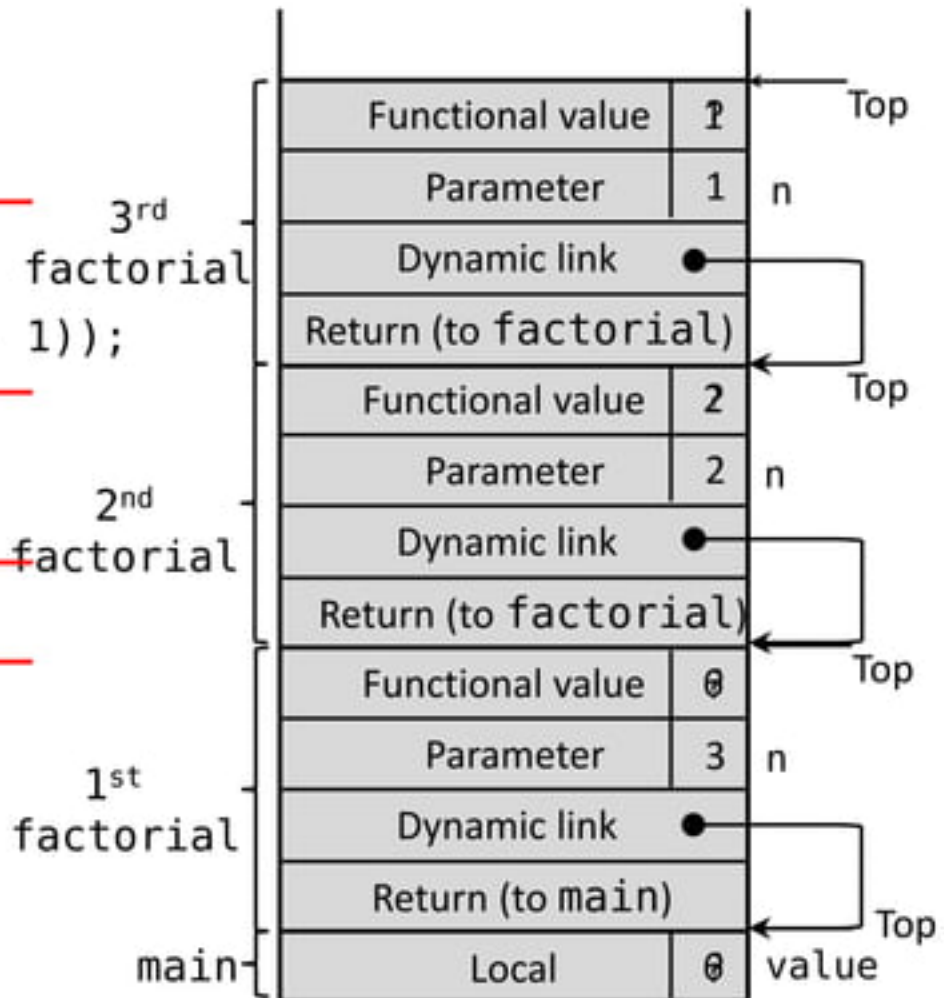 Functional value
Top
Parameter 1 n
3rd
factorial
Dynamic link
1));
Return (to factorial)
Top
Functional value 2
Parameter 2 n
2nd
factorial
Dynamic link
Return (to factorial)
Top
Functional value
Parameter 3 n
1st
factorial
Dynamic link
Return (to main)
Top
main Local value